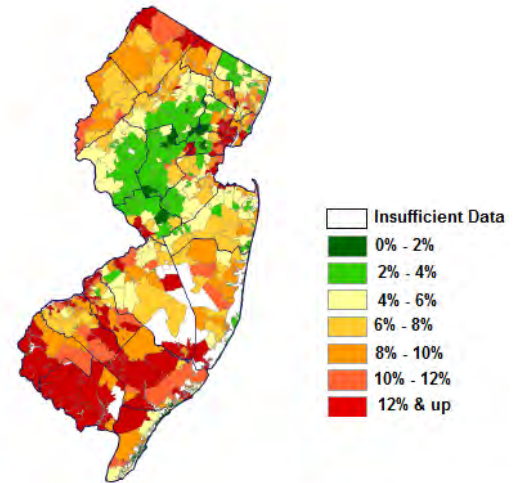 Insufficient Data
0% - 2%
2% - 4%
4% - 6%
6% - 8%
8% - 10%
10% - 12%
12% & up